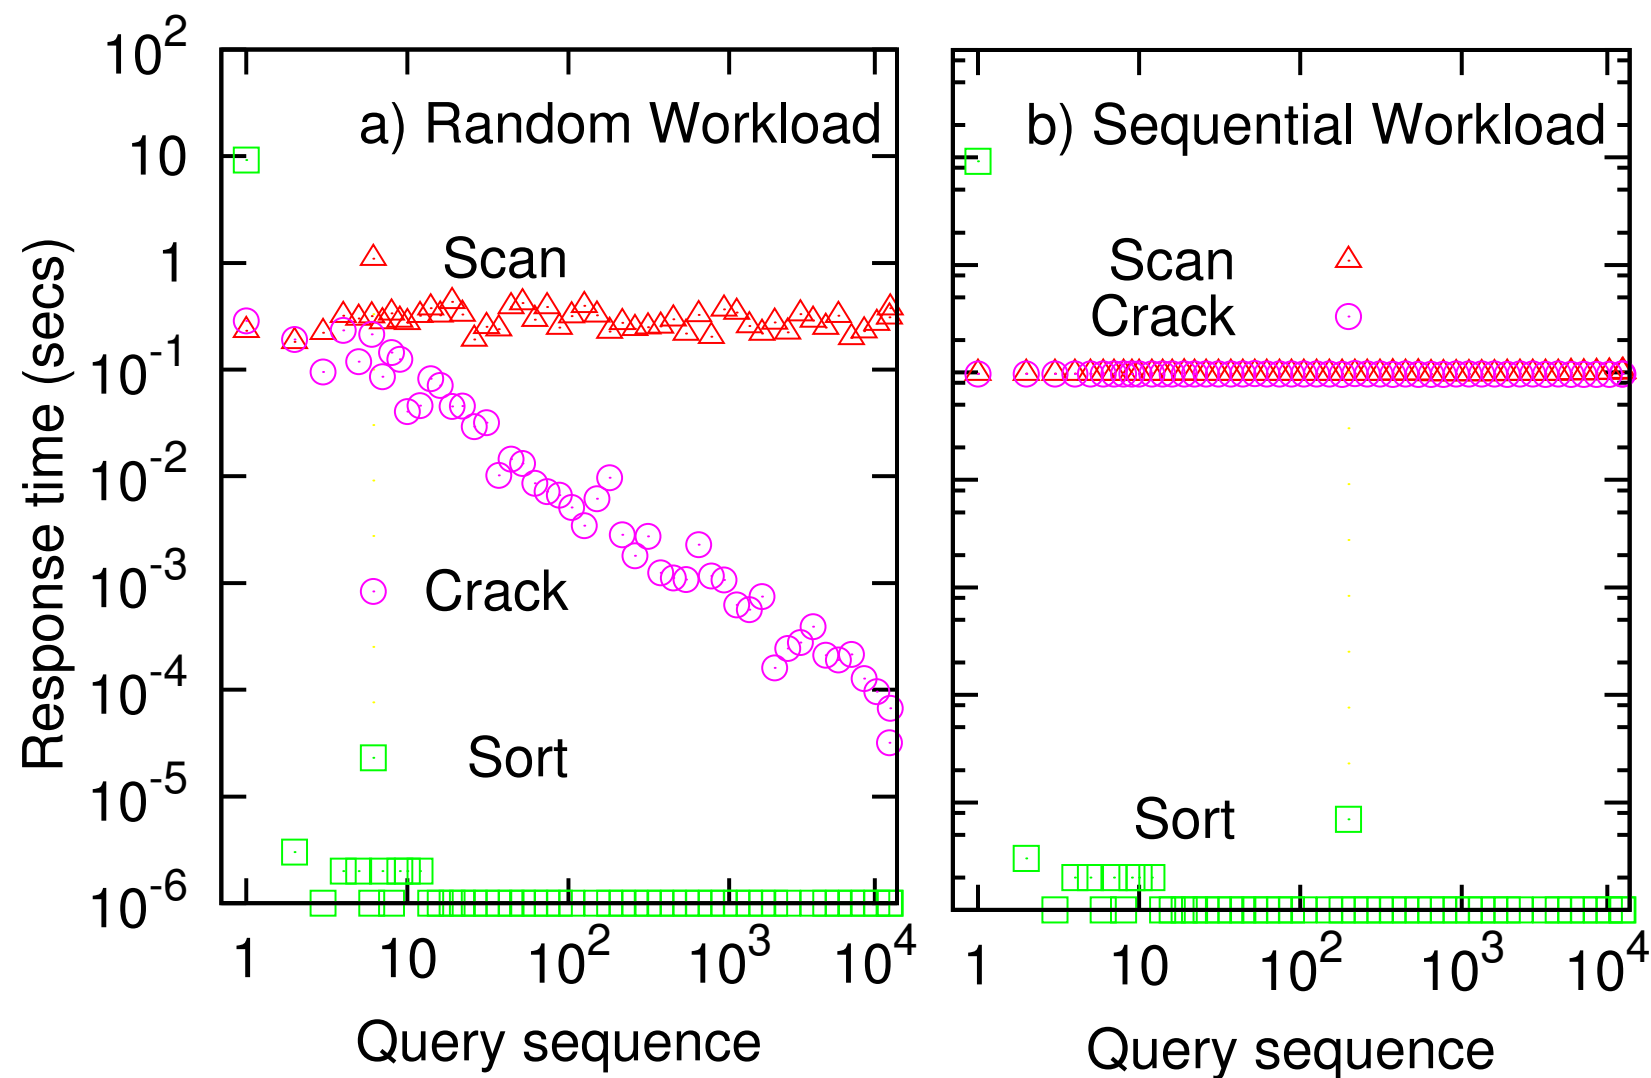 Response time (secs)
10^2
10
1
10^-1
10^-2
10^-3
10^-4
10^-5
10^-6
a) Random Workload
Scan
Crack
Sort
1 10 10^2 10^3 10^4
Query sequence
b) Sequential Workload
Scan
Crack
Sort
1 10 10^2 10^3 10^4
Query sequence